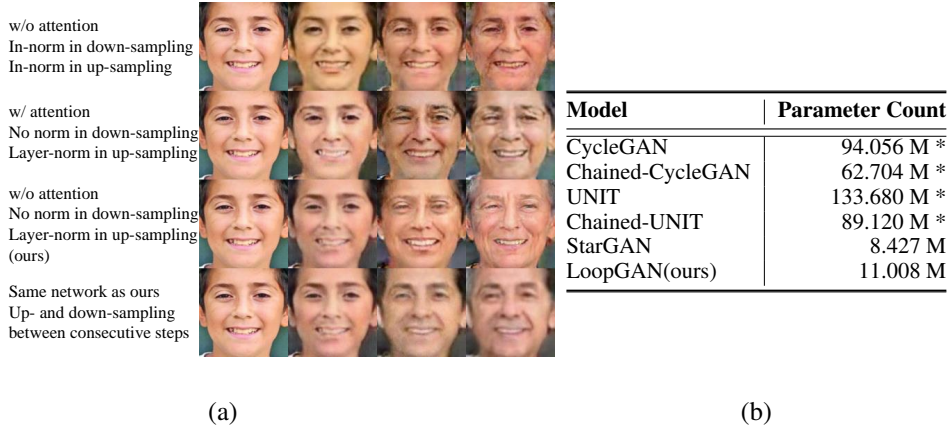 w/o attention
In-norm in down-sampling
In-norm in up-sampling
w/ attention
No norm in down-sampling
Layer-norm in up-sampling
w/o attention
No norm in down-sampling
Layer-norm in up-sampling
(ours)
Same network as ours
Up- and down-sampling
between consecutive steps
(a)
Model Parameter Count
CycleGAN 94.056 M *
Chained-CycleGAN 62.704 M *
UNIT 133.680 M *
Chained-UNIT 89.120 M *
StarGAN 8.427 M
LoopGAN(ours) 11.008 M
(b)